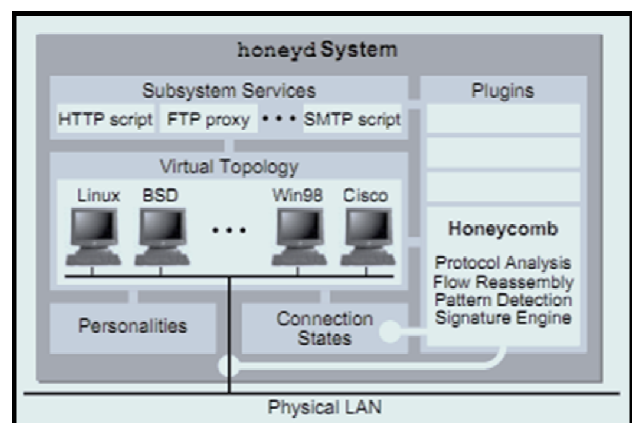 honeyd System
Subsystem Services
HTTP script
FTP proxy
• • •
SMTP script
Virtual Topology
Linux
BSD
• • •
Win98
Cisco
Personalities
Connection
States
Plugins
Honeycomb
Protocol Analysis
Flow Reassembly
Pattern Detection
Signature Engine
Physical LAN